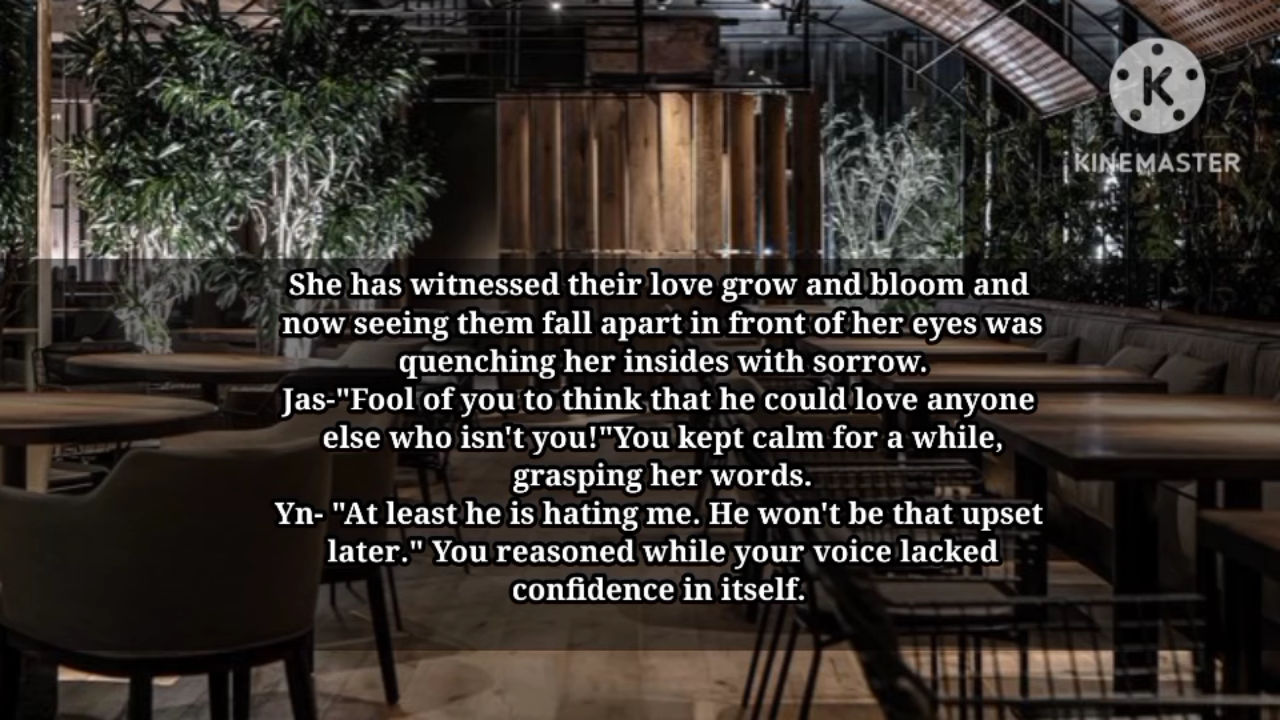 K
KINEMASTER
She has witnessed their love grow and bloom and
now seeing them fall apart in front of her eyes was
quenching her insides with sorrow.
Jas-"Fool of you to think that he could love anyone
else who isn't you!"You kept calm for a while,
grasping her words.
Yn- "At least he is hating me. He won't be that upset
later." You reasoned while your voice lacked
confidence in itself.